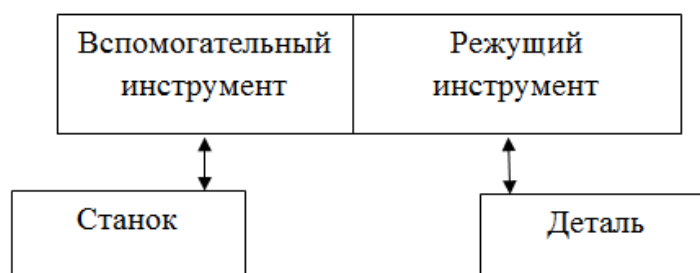 Вспомогательный
инструмент
Режущий
инструмент
Станок
Деталь